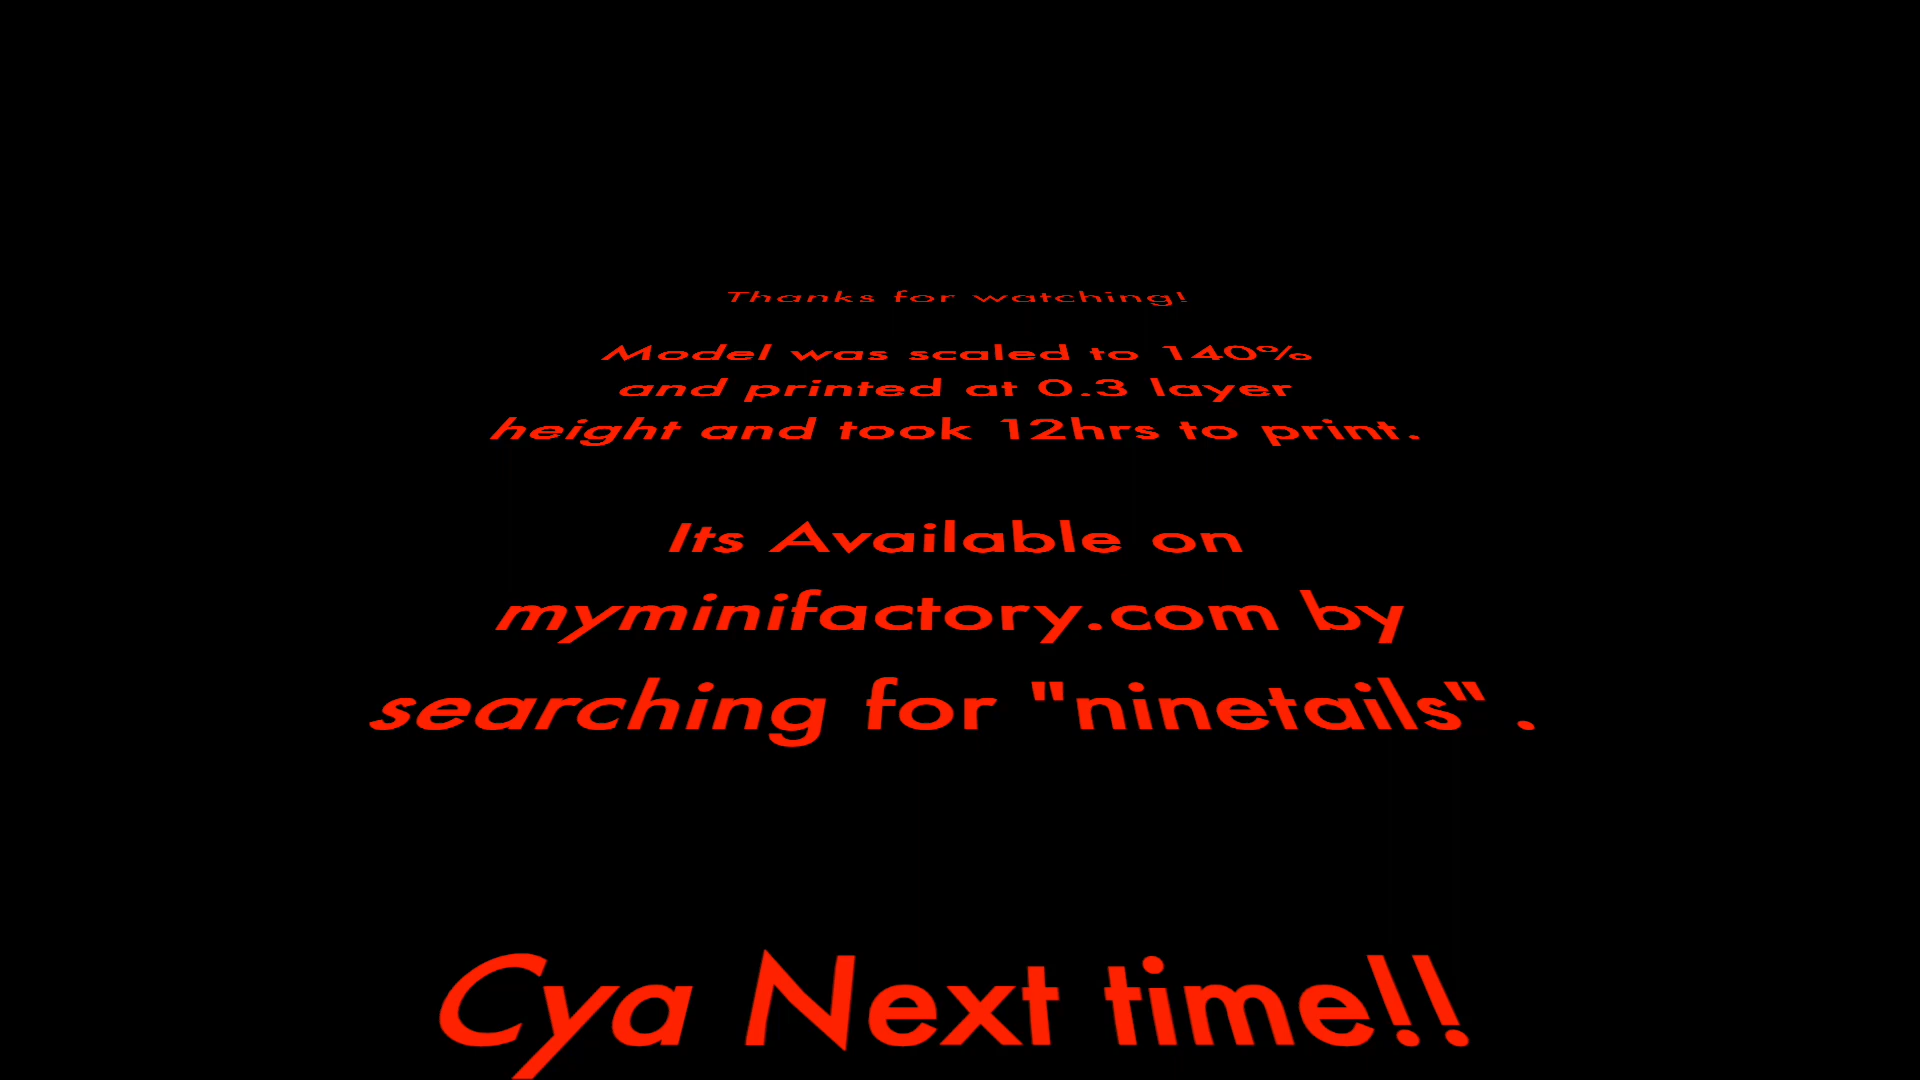 Thanks for watching!
Model was scaled to 140%
and printed at 0.3 layer
height and took 12hrs to print.
Its Available on
myminifactory.com by
searching for "ninetails" .
Cya Next time!!